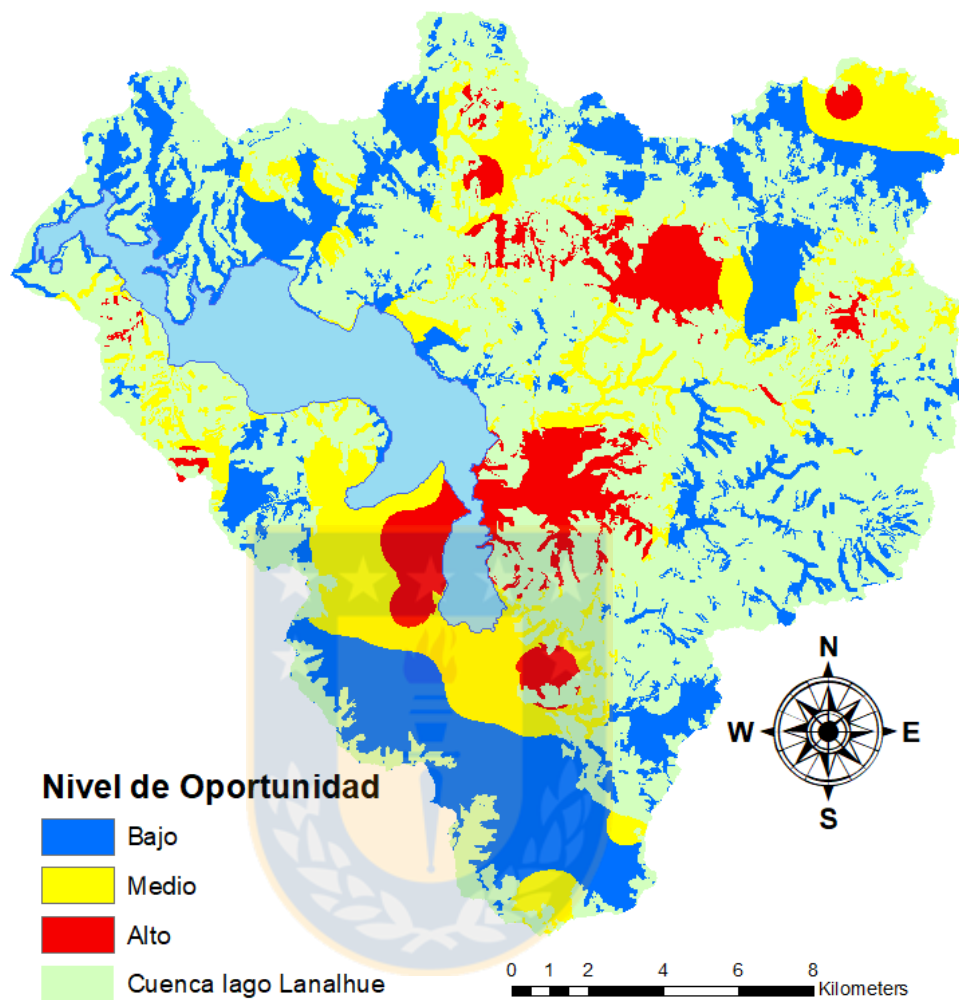 N
W
E
S
Nivel de Oportunidad
Bajo
Medio
Alto
Cuenca lago Lanalhue
0 1 2 4 6 8
Kilometers